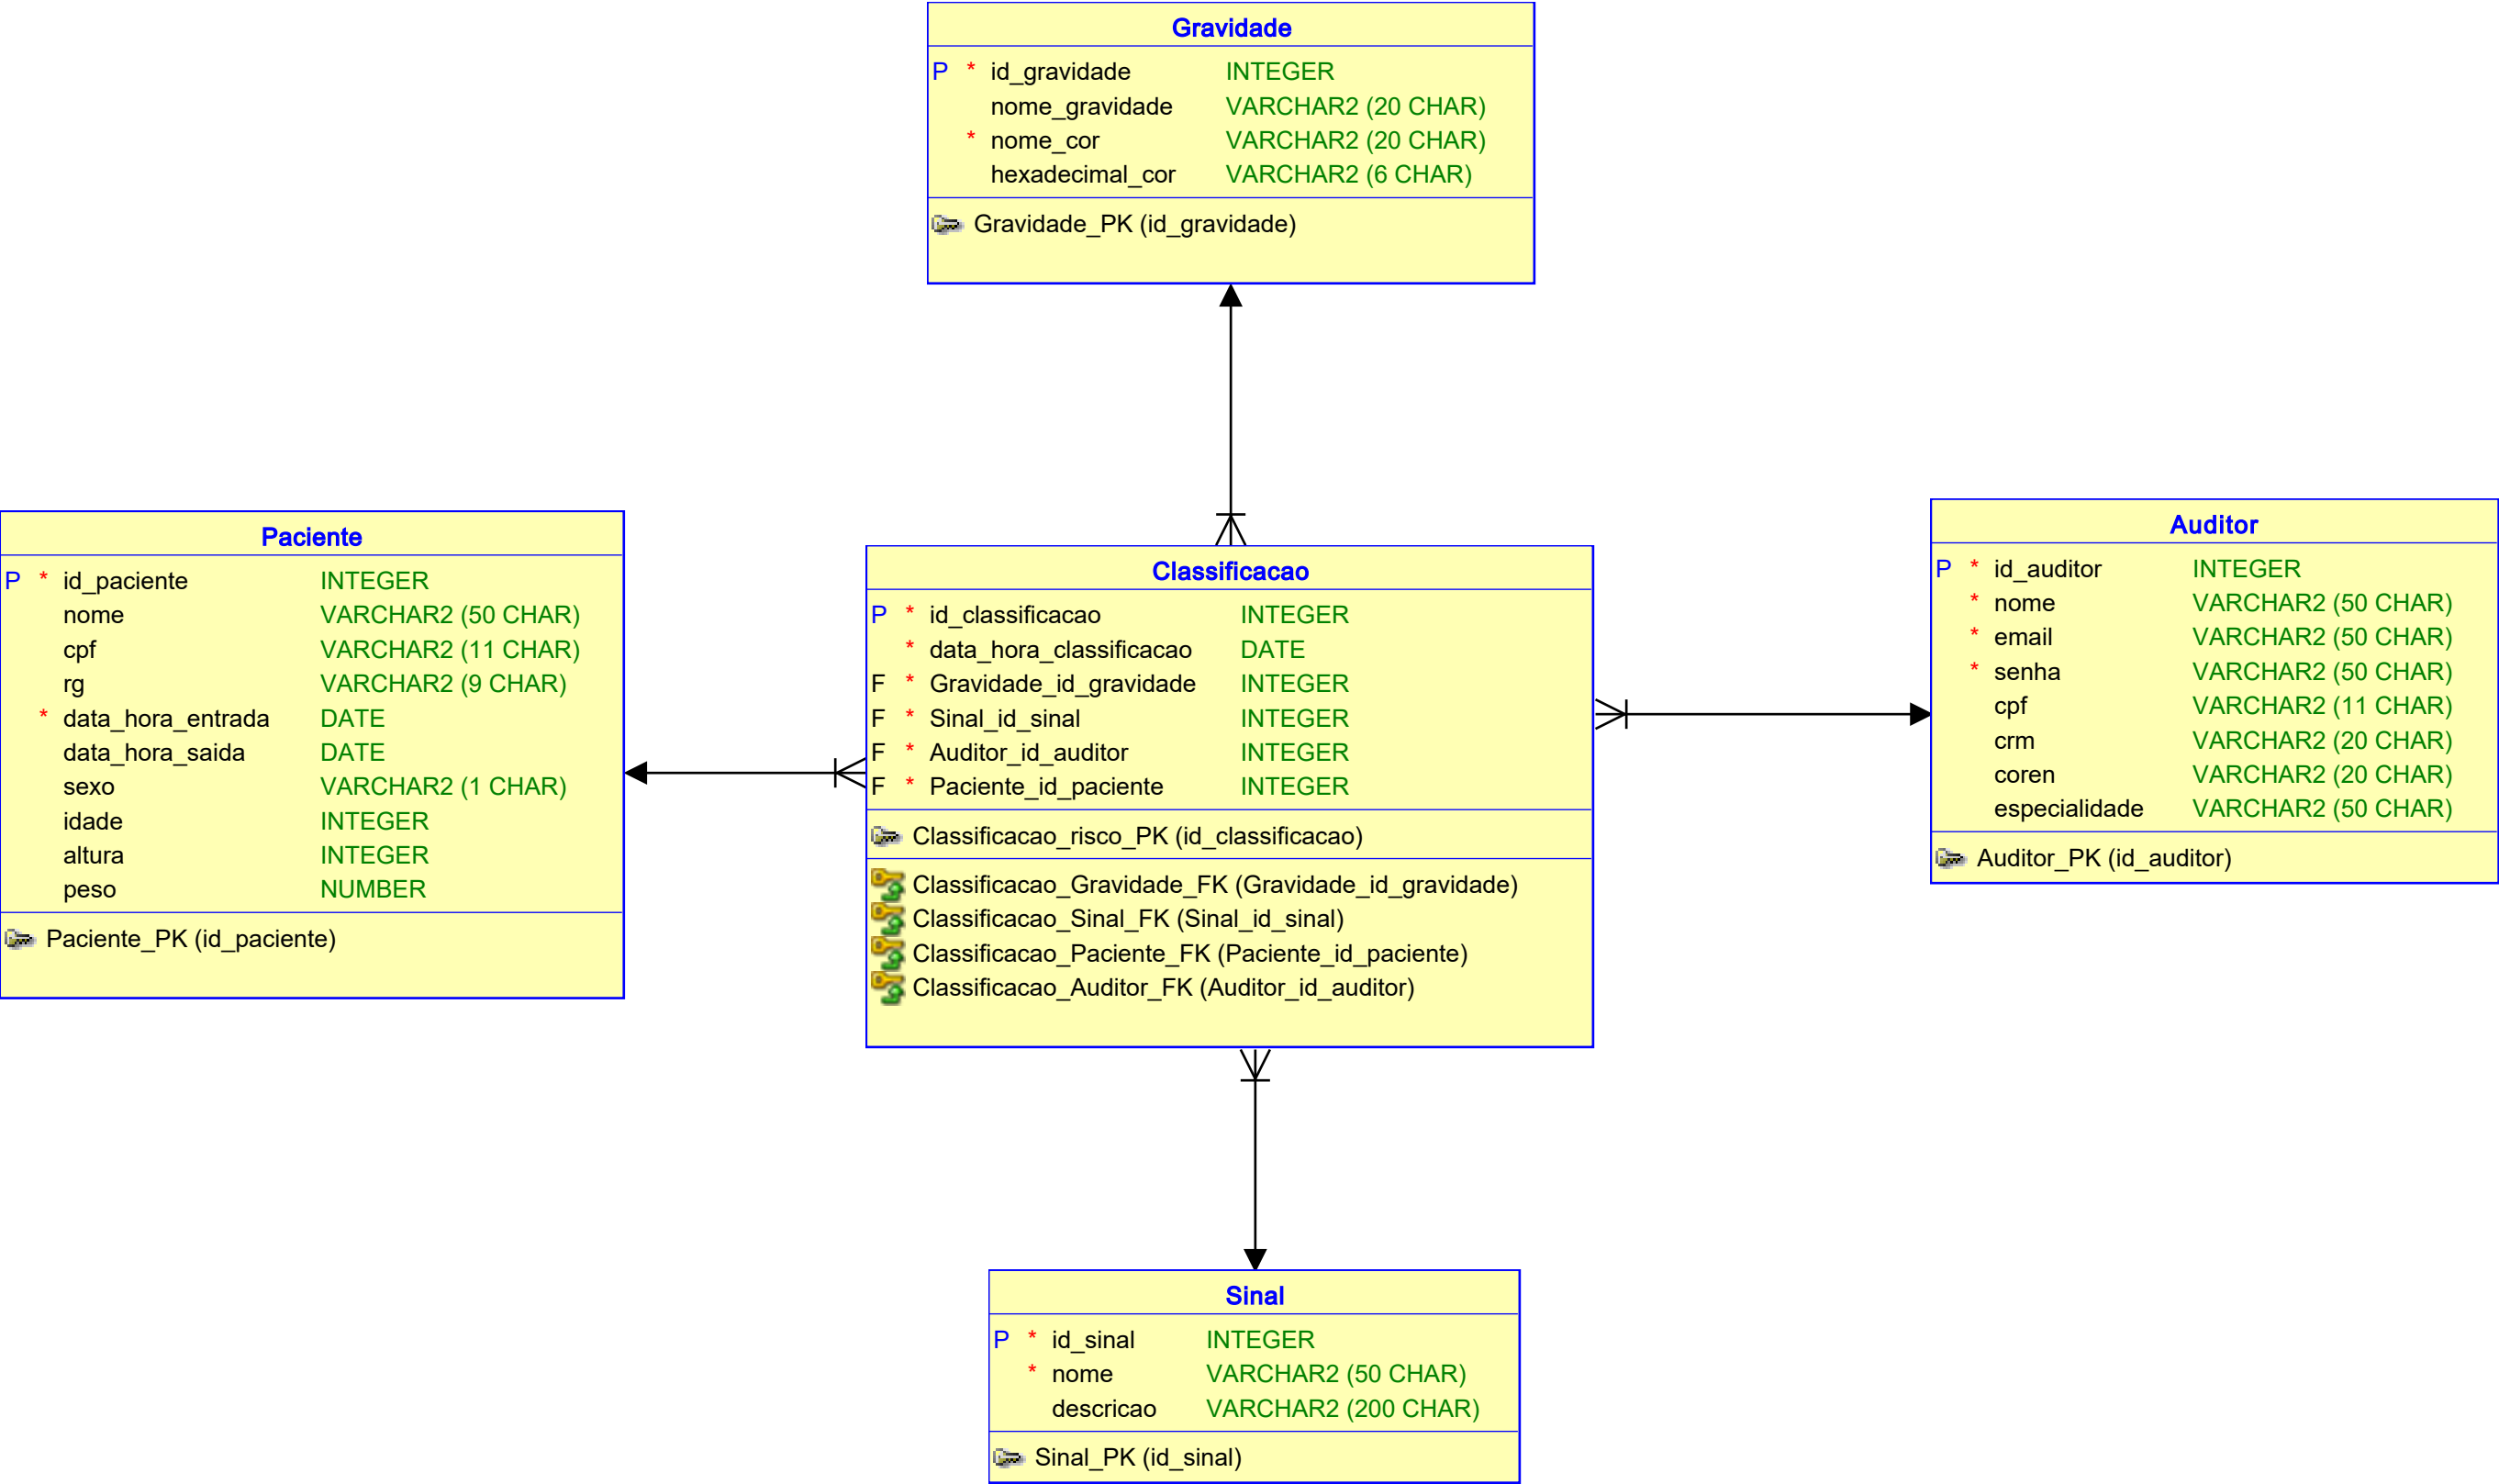 Gravidade
P * id_gravidade INTEGER
nome_gravidade VARCHAR2 (20 CHAR)
* nome_cor VARCHAR2 (20 CHAR)
hexadecimal_cor VARCHAR2 (6 CHAR)
Gravidade_PK (id_gravidade)
Paciente
P * id_paciente INTEGER
nome VARCHAR2 (50 CHAR)
cpf VARCHAR2 (11 CHAR)
rg VARCHAR2 (9 CHAR)
* data_hora_entrada DATE
data_hora_saida DATE
sexo VARCHAR2 (1 CHAR)
idade INTEGER
altura INTEGER
peso NUMBER
Paciente_PK (id_paciente)
Classificacao
P * id_classificacao INTEGER
* data_hora_classificacao DATE
F * Gravidade_id_gravidade INTEGER
F * Sinal_id_sinal INTEGER
F * Auditor_id_auditor INTEGER
F * Paciente_id_paciente INTEGER
Classificacao_risco_PK (id_classificacao)
Classificacao_Gravidade_FK (Gravidade_id_gravidade)
Classificacao_Sinal_FK (Sinal_id_sinal)
Classificacao_Paciente_FK (Paciente_id_paciente)
Classificacao_Auditor_FK (Auditor_id_auditor)
Auditor
P * id_auditor INTEGER
* nome VARCHAR2 (50 CHAR)
* email VARCHAR2 (50 CHAR)
* senha VARCHAR2 (50 CHAR)
cpf VARCHAR2 (11 CHAR)
crm VARCHAR2 (20 CHAR)
coren VARCHAR2 (20 CHAR)
especialidade VARCHAR2 (50 CHAR)
Auditor_PK (id_auditor)
Sinal
P * id_sinal INTEGER
* nome VARCHAR2 (50 CHAR)
descricao VARCHAR2 (200 CHAR)
Sinal_PK (id_sinal)